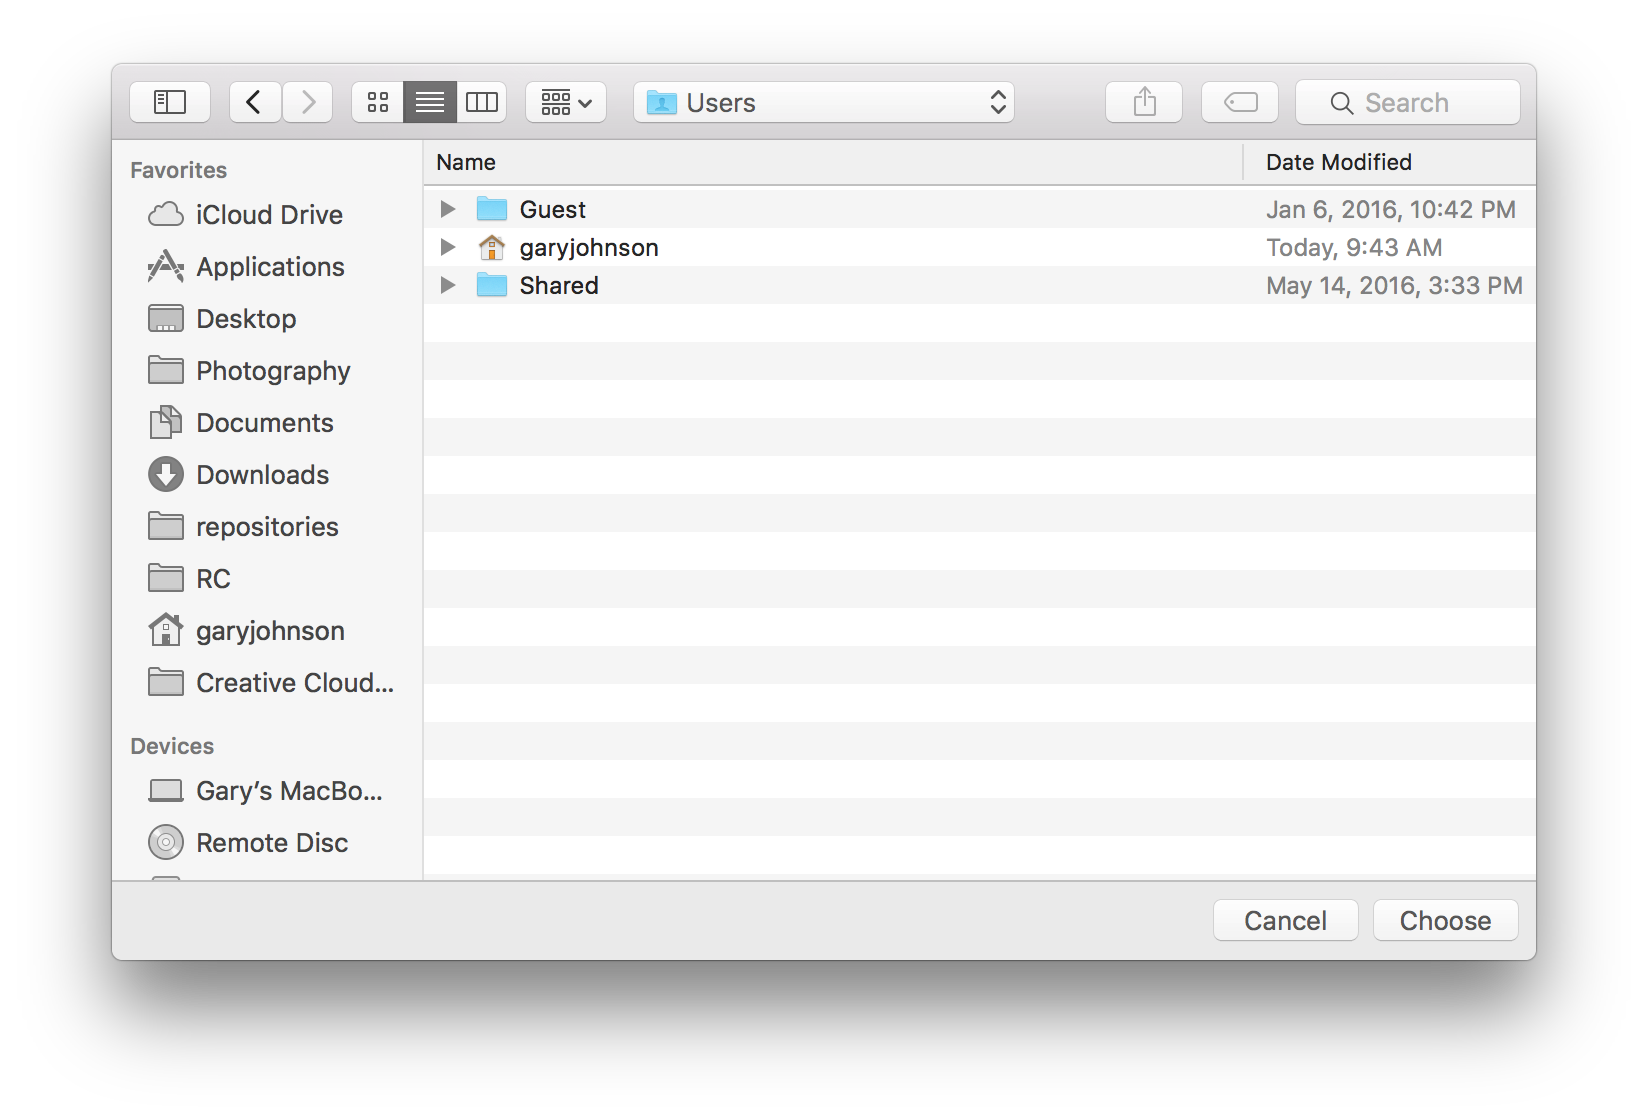 Users
Search
Favorites
iCloud Drive
Applications
Desktop
Photography
Documents
Downloads
repositories
RC
garyjohnson
Creative Cloud...
Devices
Gary’s MacBo...
Remote Disc
Name Date Modified
Guest Jan 6, 2016, 10:42 PM
garyjohnson Today, 9:43 AM
Shared May 14, 2016, 3:33 PM
Cancel
Choose